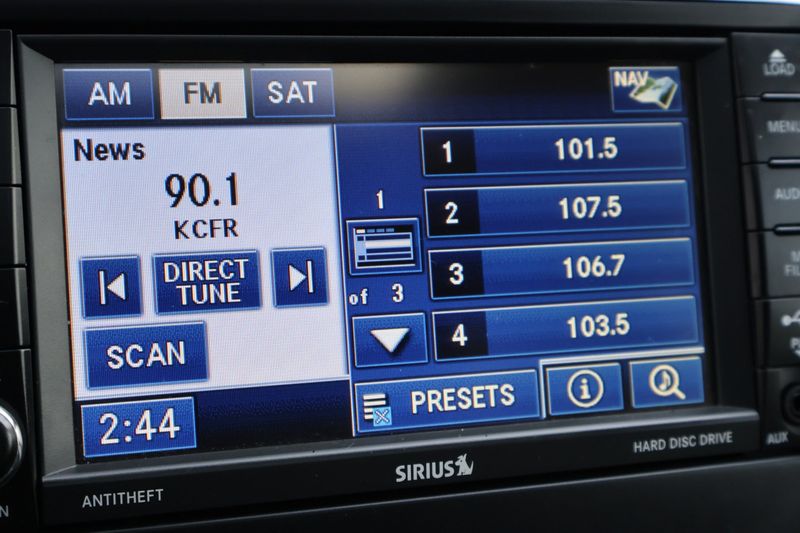 AM FM SAT NAV
LOAD
MENU
News
90.1
KCFR
DIRECT
TUNE
SCAN
2:44
1
of 3
1 101.5
2 107.5
3 106.7
4 103.5
PRESETS
i
SIRIUS
HARD DISC DRIVE
ANTITHEFT
AUX